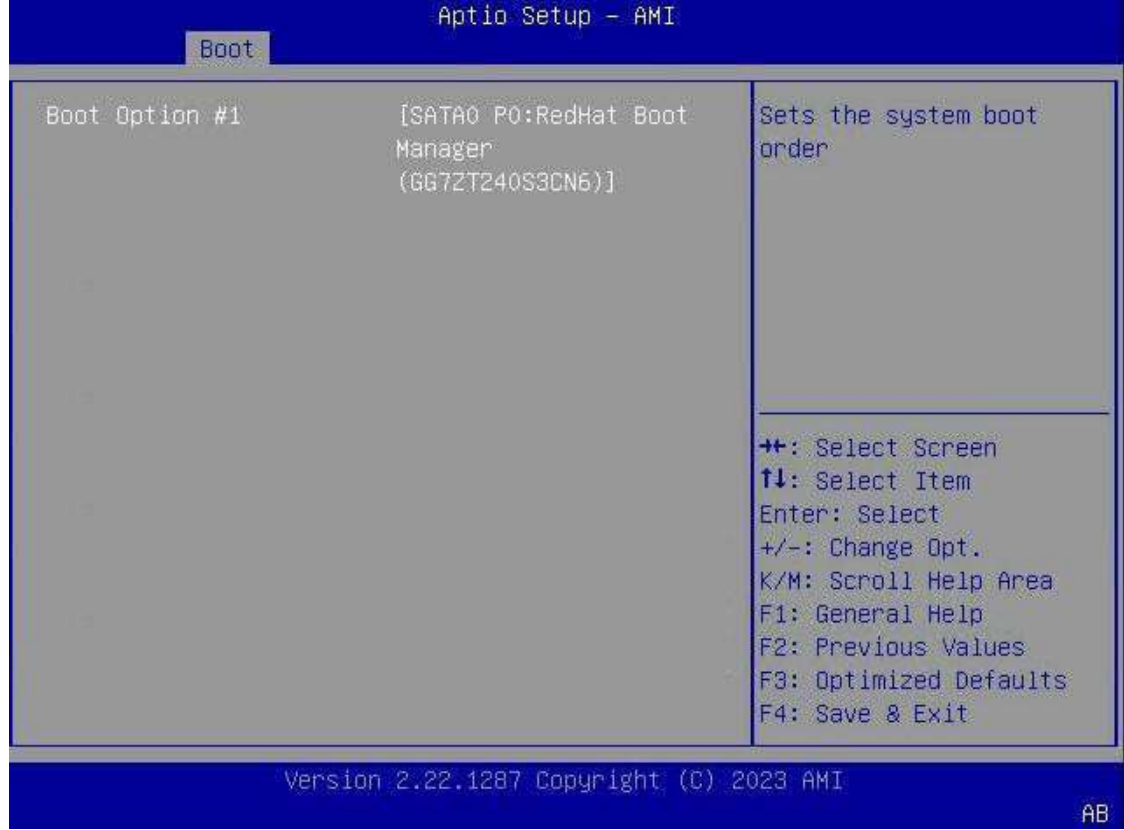 Aptio Setup – AMI
Boot
Boot Option #1 [SATA0 P0:RedHat Boot
Manager
(GG7ZT240S3CN6)]
Sets the system boot
order
→←: Select Screen
↑↓: Select Item
Enter: Select
+/-: Change Opt.
K/M: Scroll Help Area
F1: General Help
F2: Previous Values
F3: Optimized Defaults
F4: Save & Exit
Version 2.22.1287 Copyright (C) 2023 AMI
AB